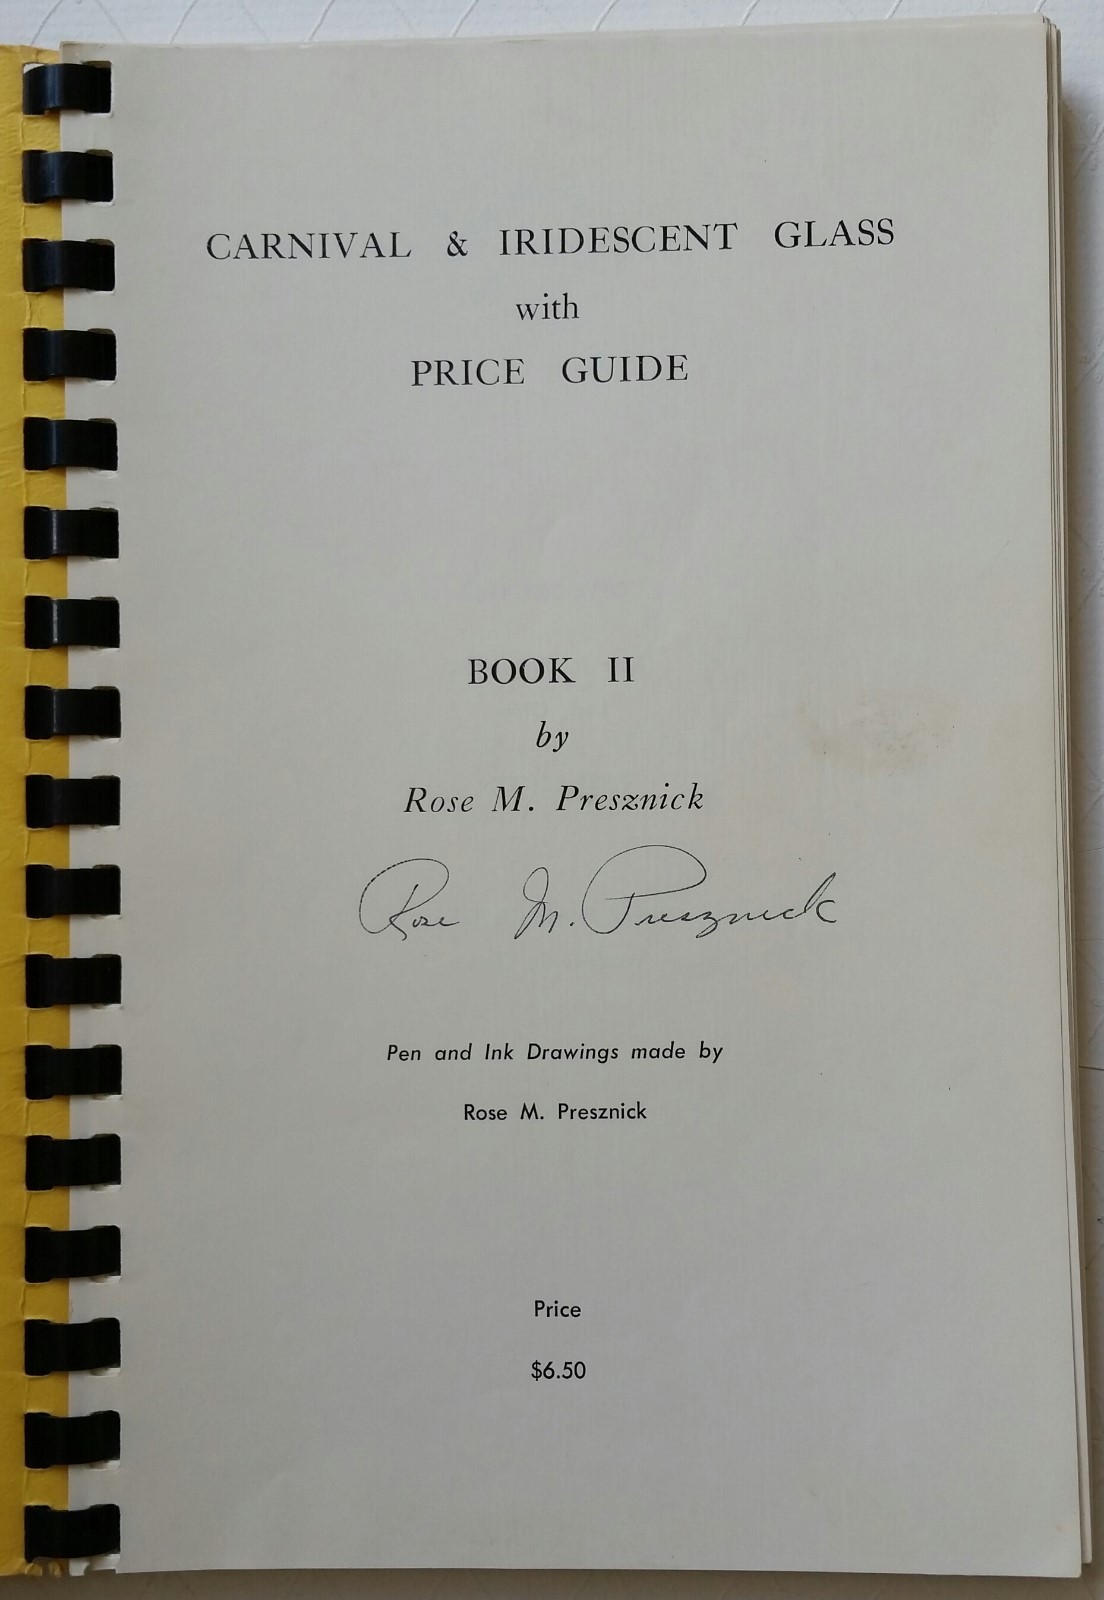 CARNIVAL & IRIDESCENT GLASS
with
PRICE GUIDE
BOOK II
by
Rose M. Presznick
Rose M. Presznick
Pen and Ink Drawings made by
Rose M. Presznick
Price
$6.50